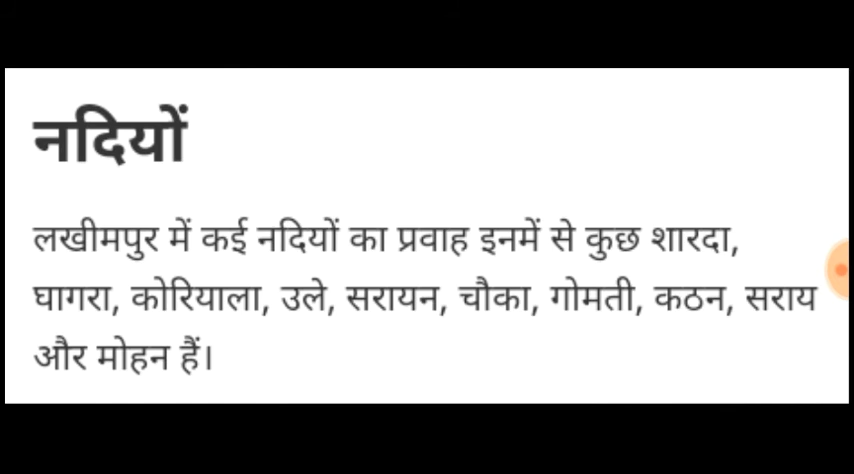 नदियों
लखीमपुर में कई नदियों का प्रवाह इनमें से कुछ शारदा,
घागरा, कोरियाला, उले, सरायन, चौका, गोमती, कठन, सराय
और मोहन हैं।